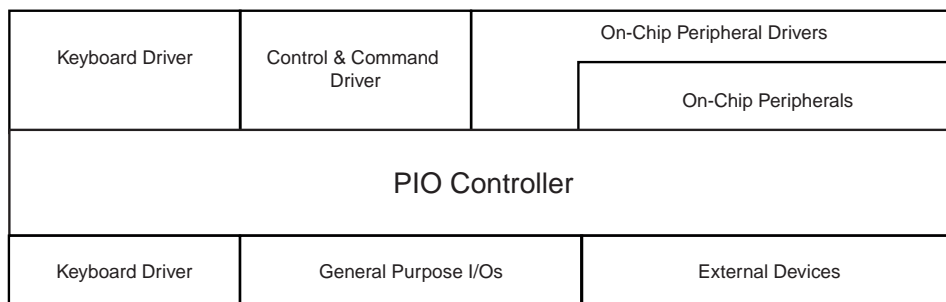 Keyboard Driver
Control & Command
Driver
On-Chip Peripheral Drivers
On-Chip Peripherals
PIO Controller
Keyboard Driver
General Purpose I/Os
External Devices